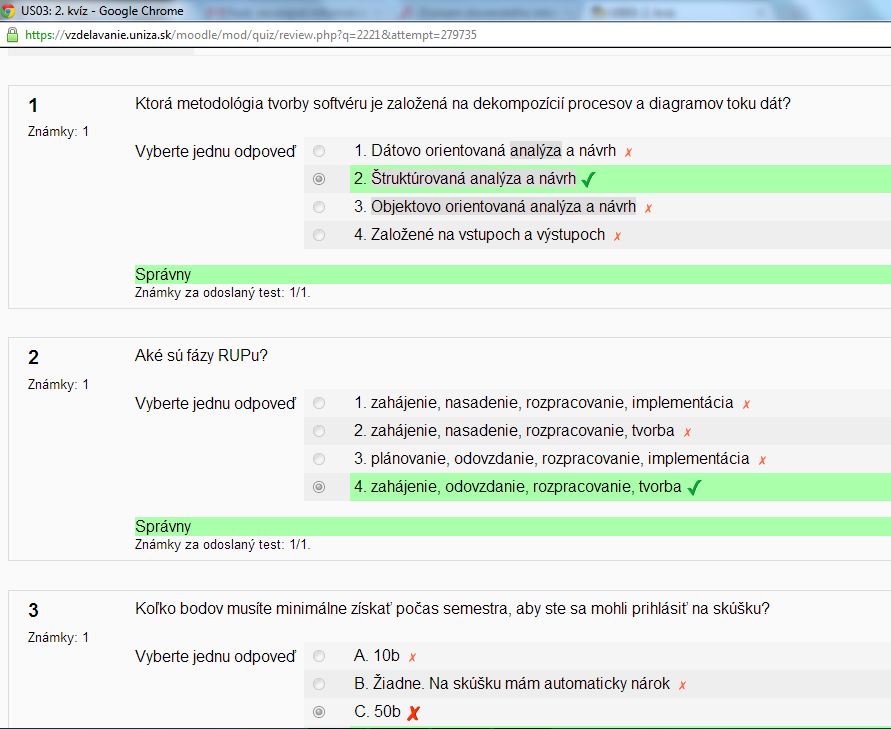 US03: 2. kvíz - Google Chrome
https://vzdelavanie.uniza.sk/moodle/mod/quiz/review.php?q=2221&attempt=279735
1
Ktorá metodológia tvorby softvéru je založená na dekompozícií procesov a diagramov toku dát?
Známky: 1
Vyberte jednu odpoveď
1. Dátovo orientovaná analýza a návrh ✗
2. Štruktúrovaná analýza a návrh ✓
3. Objektovo orientovaná analýza a návrh ✗
4. Založené na vstupoch a výstupoch ✗
Správny
Známky za odoslaný test: 1/1.
2
Aké sú fázy RUPu?
Známky: 1
Vyberte jednu odpoveď
1. zahájenie, nasadenie, rozpracovanie, implementácia ✗
2. zahájenie, nasadenie, rozpracovanie, tvorba ✗
3. plánovanie, odovzdanie, rozpracovanie, implementácia ✗
4. zahájenie, odovzdanie, rozpracovanie, tvorba ✓
Správny
Známky za odoslaný test: 1/1.
3
Koľko bodov musíte minimálne získať počas semestra, aby ste sa mohli prihlásiť na skúšku?
Známky: 1
Vyberte jednu odpoveď
A. 10b ✗
B. Žiadne. Na skúšku mám automaticky nárok ✗
C. 50b ✗